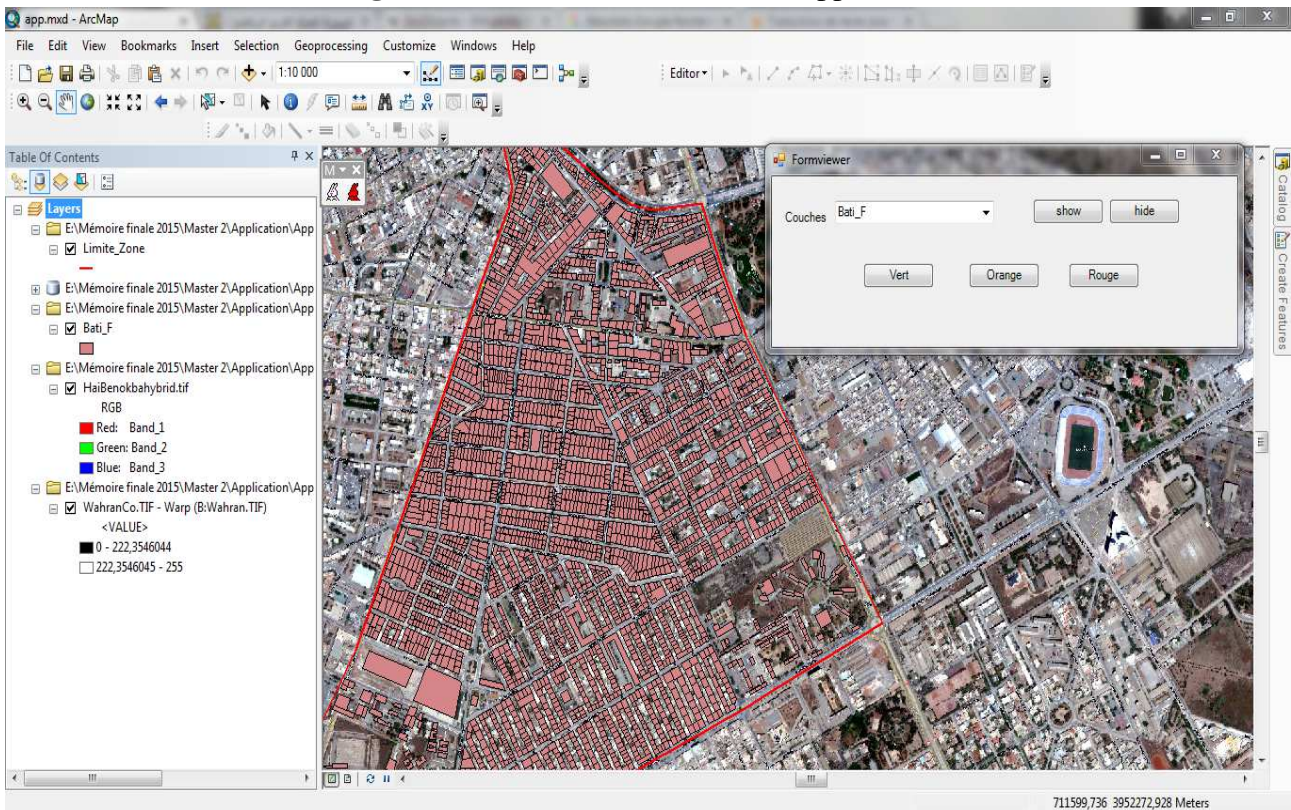 app.mxd - ArcMap
File Edit View Bookmarks Insert Selection Geoprocessing Customize Windows Help
1:10 000
Editor
Table Of Contents
Layers
E:\Mémoire finale 2015\Master 2\Application\App
Limite_Zone
E:\Mémoire finale 2015\Master 2\Application\App
E:\Mémoire finale 2015\Master 2\Application\App
Bati_F
E:\Mémoire finale 2015\Master 2\Application\App
HaiBenokbahybrid.tif
RGB
Red: Band_1
Green: Band_2
Blue: Band_3
E:\Mémoire finale 2015\Master 2\Application\App
WahranCo.TIF - Warp (B:Wahran.TIF)
<VALUE>
0 - 222,3546044
222,3546045 - 255
M
Formviewer
Couches Bati_F show hide
Vert Orange Rouge
Catalog
Create Features
711599,736 3952272,928 Meters